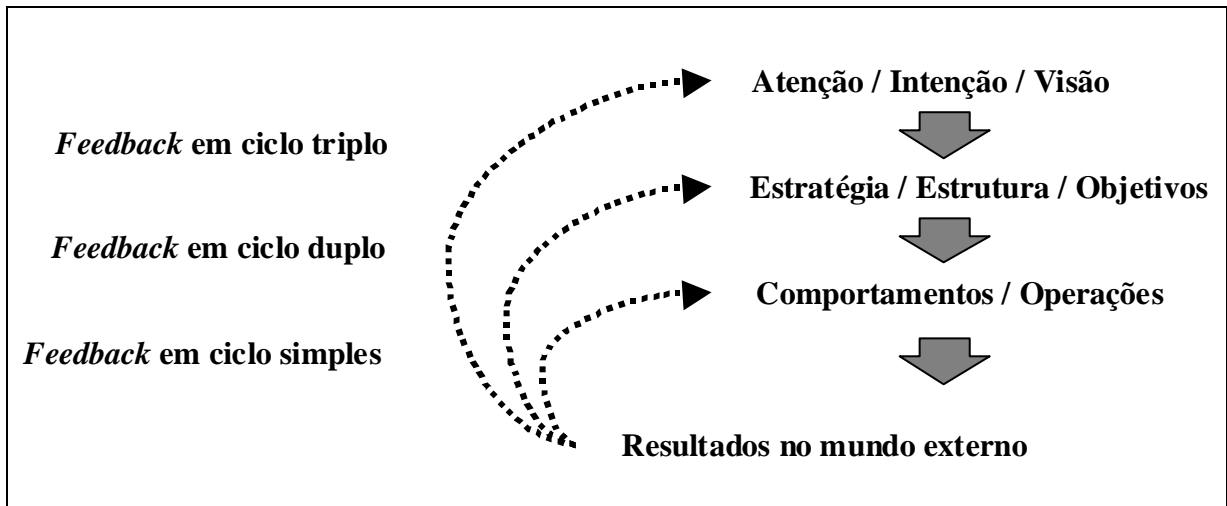 Atenção / Intenção / Visão
Feedback em ciclo triplo
Estratégia / Estrutura / Objetivos
Feedback em ciclo duplo
Comportamentos / Operações
Feedback em ciclo simples
Resultados no mundo externo